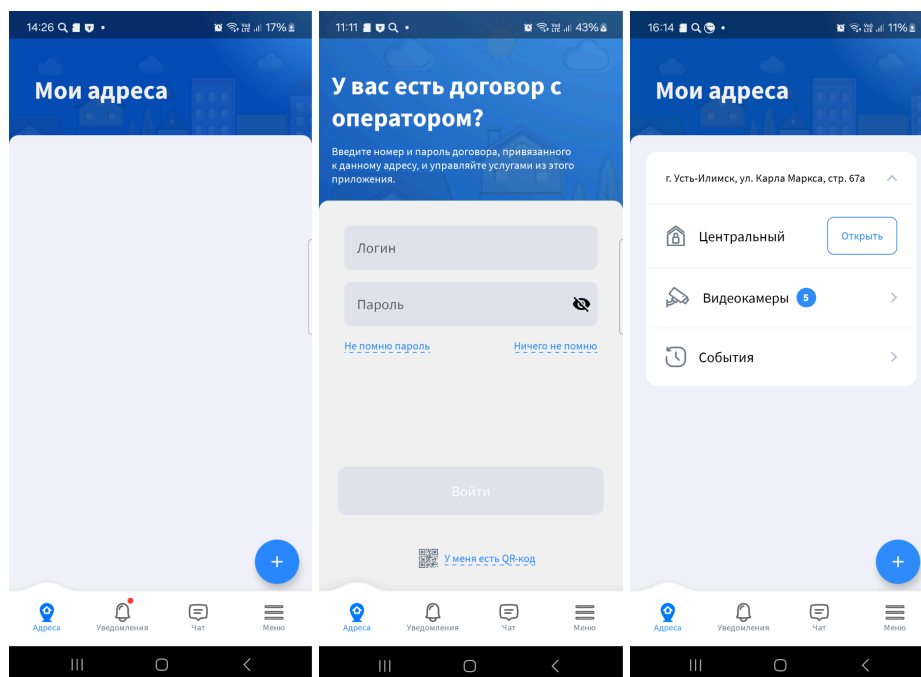 14:26
17%
Мои адреса
+
Адреса
Уведомления
Чат
Меню
11:11
43%
У вас есть договор с
оператором?
Введите номер и пароль договора, привязанного
к данному адресу, и управляйте услугами из этого
приложения.
Логин
Пароль
Не помню пароль
Ничего не помню
Войти
У меня есть QR-код
Адреса
Уведомления
Чат
Меню
16:14
11%
Мои адреса
г. Усть-Илимск, ул. Карла Маркса, стр. 67а
Центральный
Открыть
Видеокамеры 5
События
+
Адреса
Уведомления
Чат
Меню